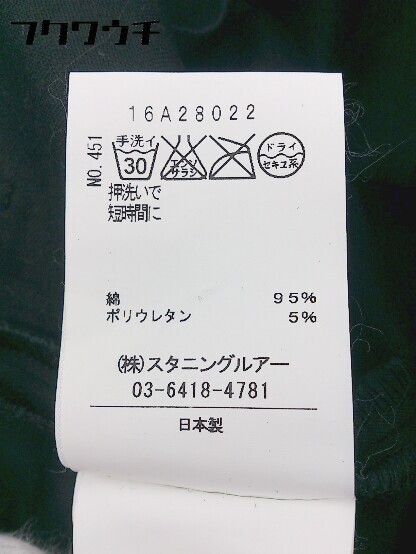 フクワウチ
16A28022
NO.451
手洗イ
30
エンソ
サラシ
ドライ
セキユ系
押洗いで
短時間に
綿 95%
ポリウレタン 5%
(株)スタニングルアー
03-6418-4781
日本製